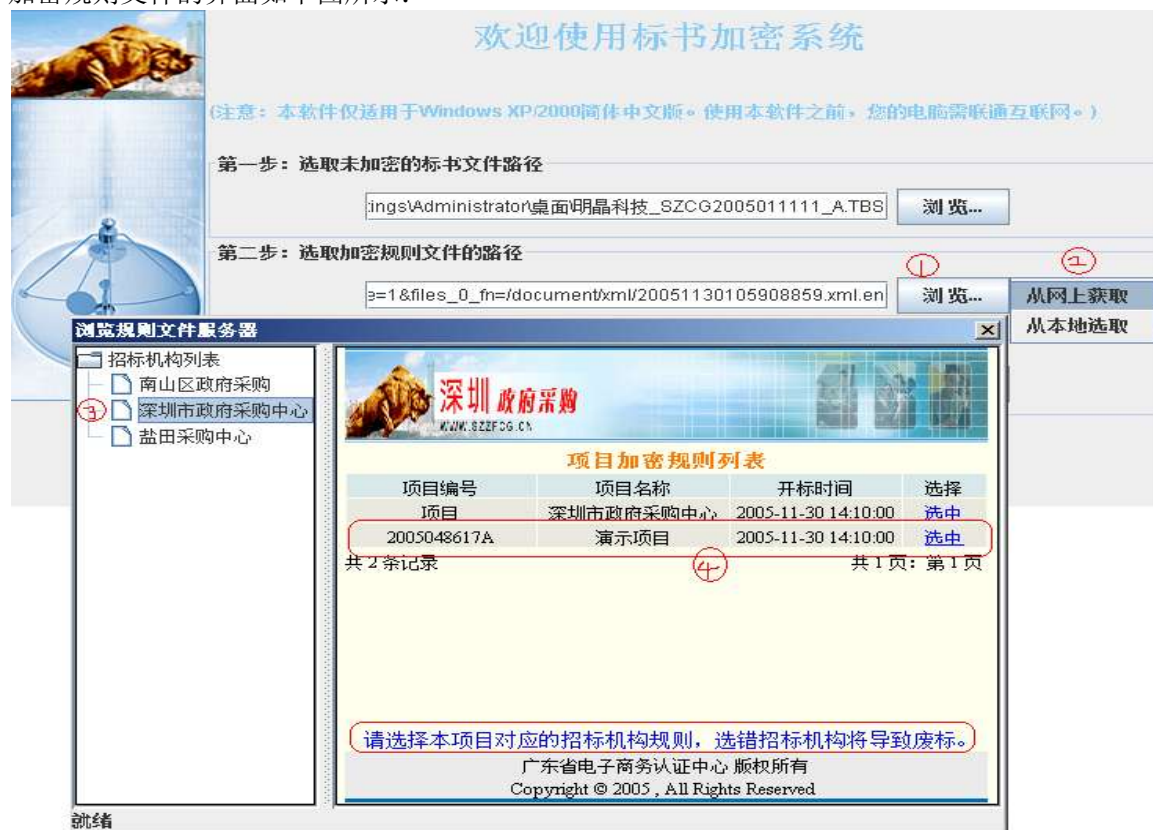 加密规则文件的界面如下图所示：
欢迎使用标书加密系统
(注意：本软件仅适用于Windows XP/2000简体中文版。使用本软件之前，您的电脑需联通互联网。)
第一步：选取未加密的标书文件路径
:ings\Administrator\桌面\明晶科技_SZCG2005011111_A.TBS 浏 览...
第二步：选取加密规则文件的路径
① ②
e=1&files_0_fn=/document/xml/20051130105908859.xml.en 浏 览... 从网上获取
从本地选取
浏览规则文件服务器
招标机构列表
南山区政府采购
③ 深圳市政府采购中心
盐田采购中心
深圳 政府采购
WWW.SZZFCG.CN
项目加密规则列表
项目编号 项目名称 开标时间 选择
项目 深圳市政府采购中心 2005-11-30 14:10:00 选中
2005048617A 演示项目 2005-11-30 14:10:00 选中
共 2 条记录 共 1 页：第 1 页
④
请选择本项目对应的招标机构规则，选错招标机构将导致废标。
广东省电子商务认证中心 版权所有
Copyright © 2005 , All Rights Reserved
就绪